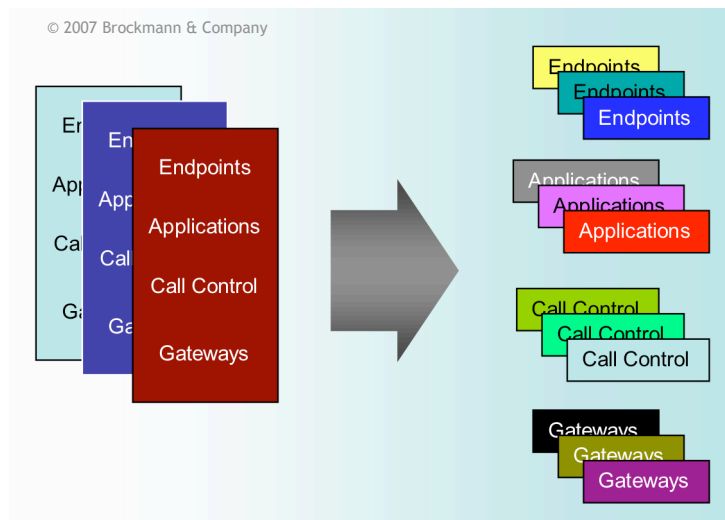 © 2007 Brockmann & Company
Endpoints
Applications
Call Control
Gateways
Endpoints
Endpoints
Endpoints
Applications
Applications
Applications
Call Control
Call Control
Call Control
Gateways
Gateways
Gateways